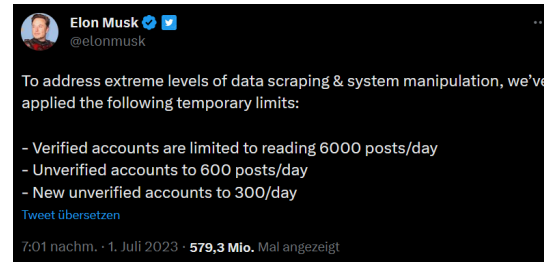 Elon Musk
@elonmusk
To address extreme levels of data scraping & system manipulation, we've
applied the following temporary limits:
- Verified accounts are limited to reading 6000 posts/day
- Unverified accounts to 600 posts/day
- New unverified accounts to 300/day
Tweet übersetzen
7:01 nachm. · 1. Juli 2023 · 579,3 Mio. Mal angezeigt